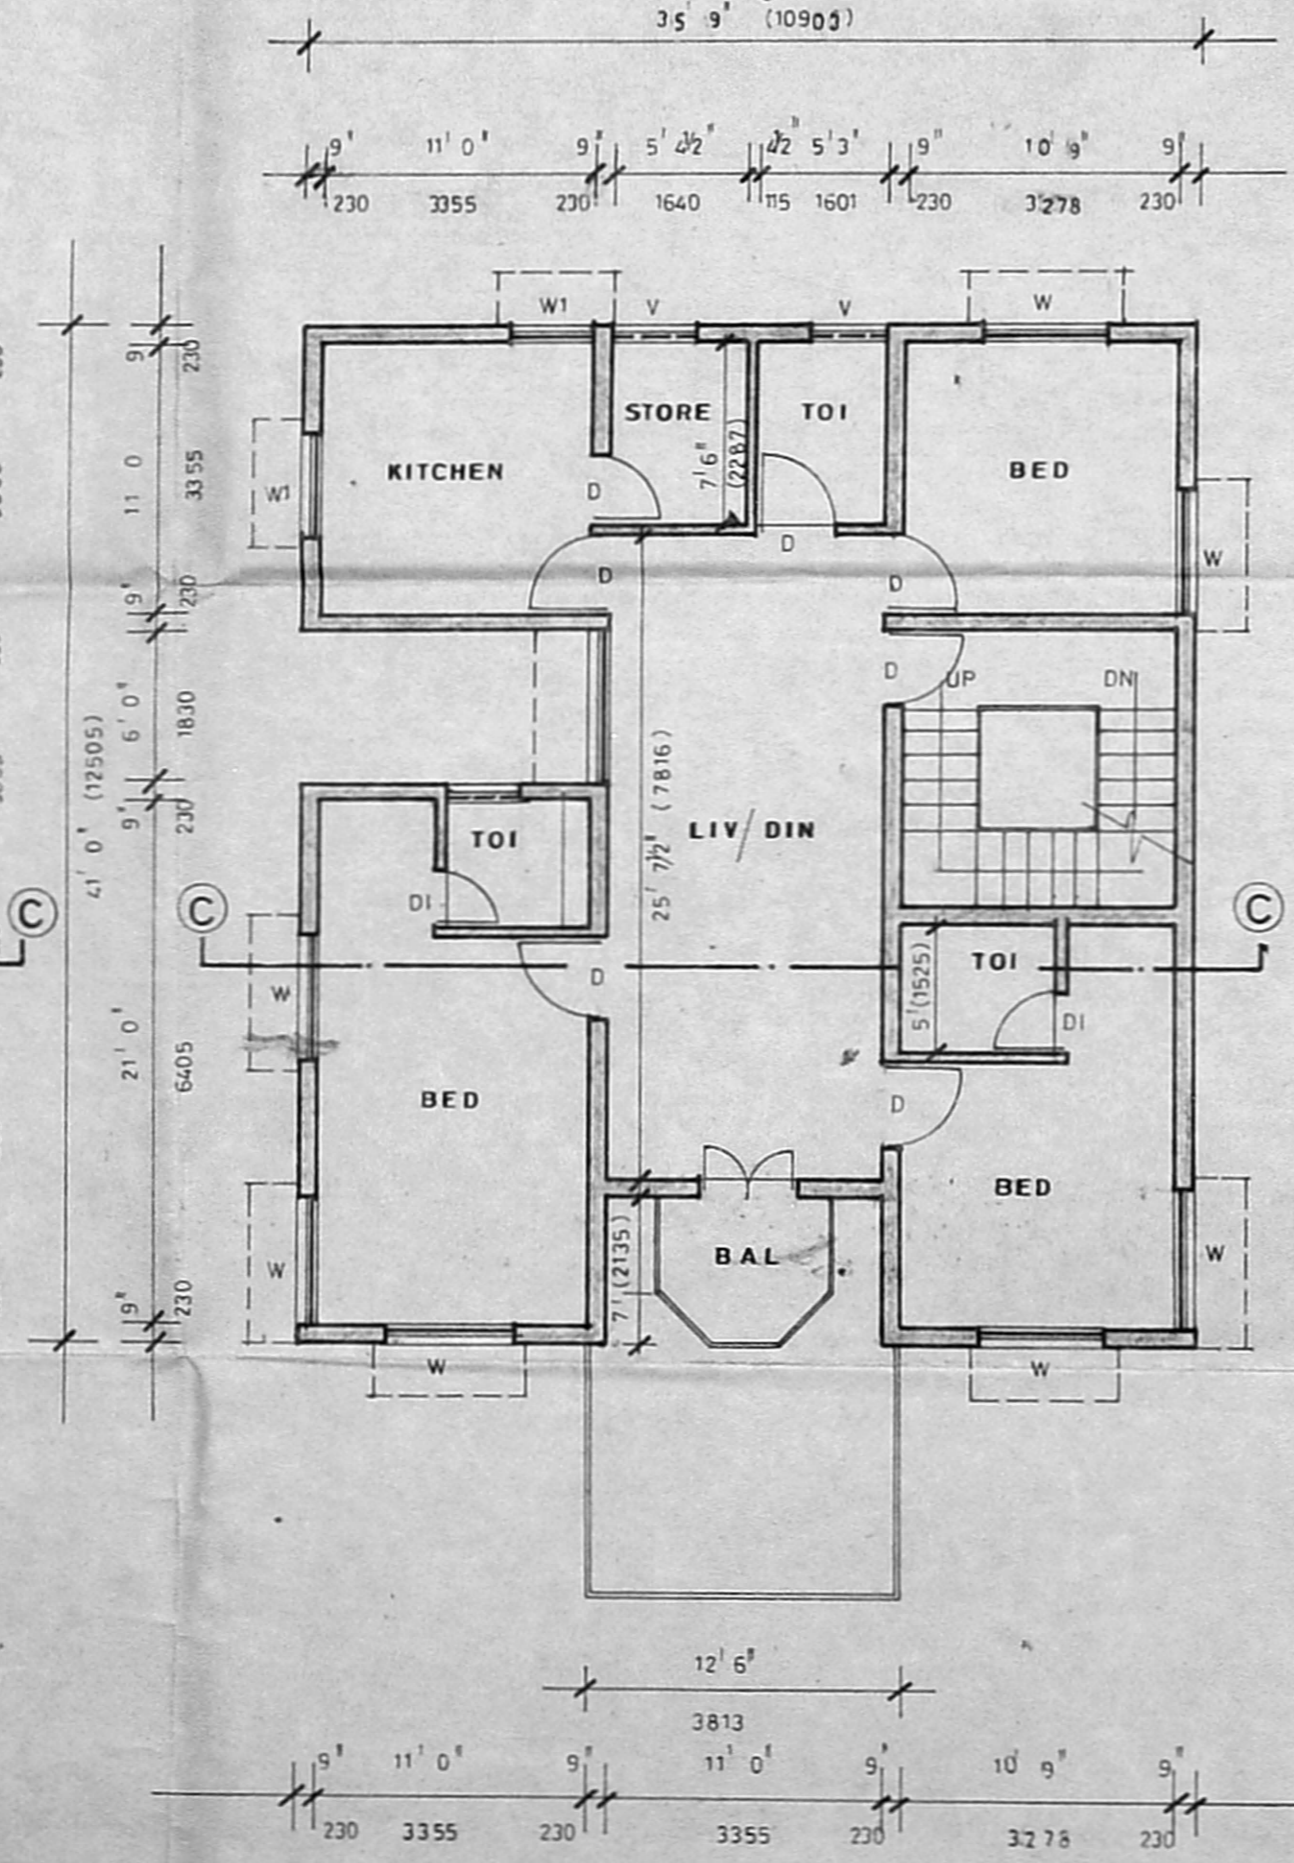 35' 9" (10903)
9" 11' 0" 9" 5' 4½" 4½" 5'3" 9" 10' 9" 9"
230 3355 230 1640 115 1601 230 3278 230
W1 V V W
9 230
STORE TOI
KITCHEN 7'6" (2287) BED
11 0 3355 W1 D
D W
D D
9" 230
D UP DN
6' 0" 1830
41' 0" (12505)
25' 7½" (7816)
9" 230
TOI LIV/DIN
C C D1 C
TOI
5'(1525)
W D
D1
21' 0" 6405
BED D
BED
7'(2135) BAL
W W
9" 230
W W
12' 6"
3813
9" 11' 0" 9" 11' 0" 9" 10' 9" 9"
230 3355 230 3355 230 3278 230